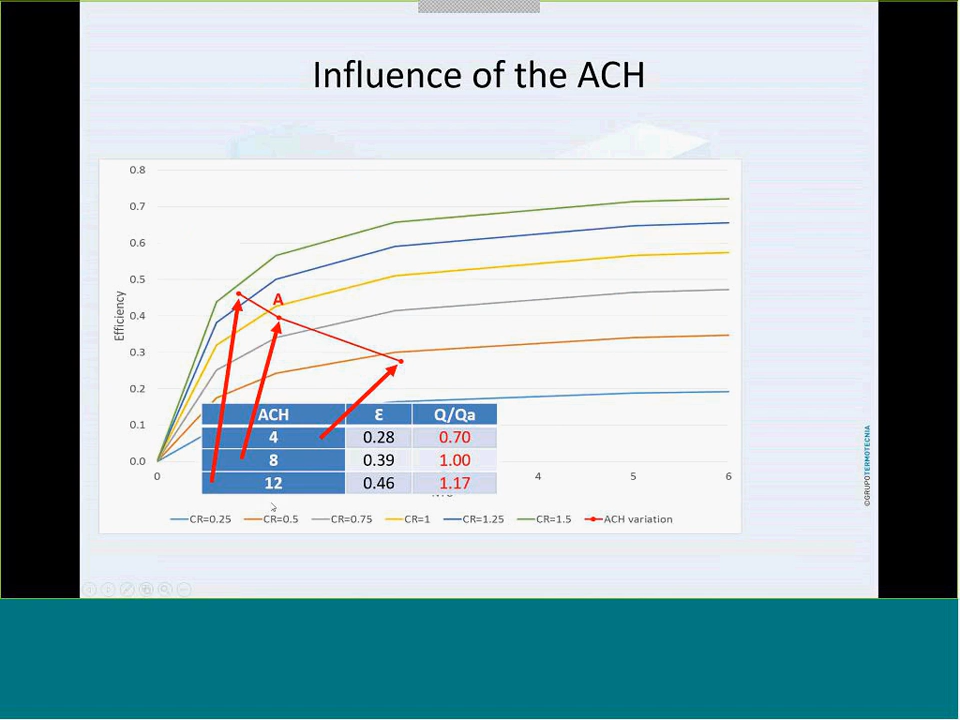 Influence of the ACH
0.8
0.7
0.6
0.5
0.4
0.3
0.2
0.1
0.0
Efficiency
A
ACH Ɛ Q/Qa
4 0.28 0.70
8 0.39 1.00
12 0.46 1.17
0 4 5 6
CR=0.25 CR=0.5 CR=0.75 CR=1 CR=1.25 CR=1.5 ACH variation
©GRUPOTERMOTECNIA